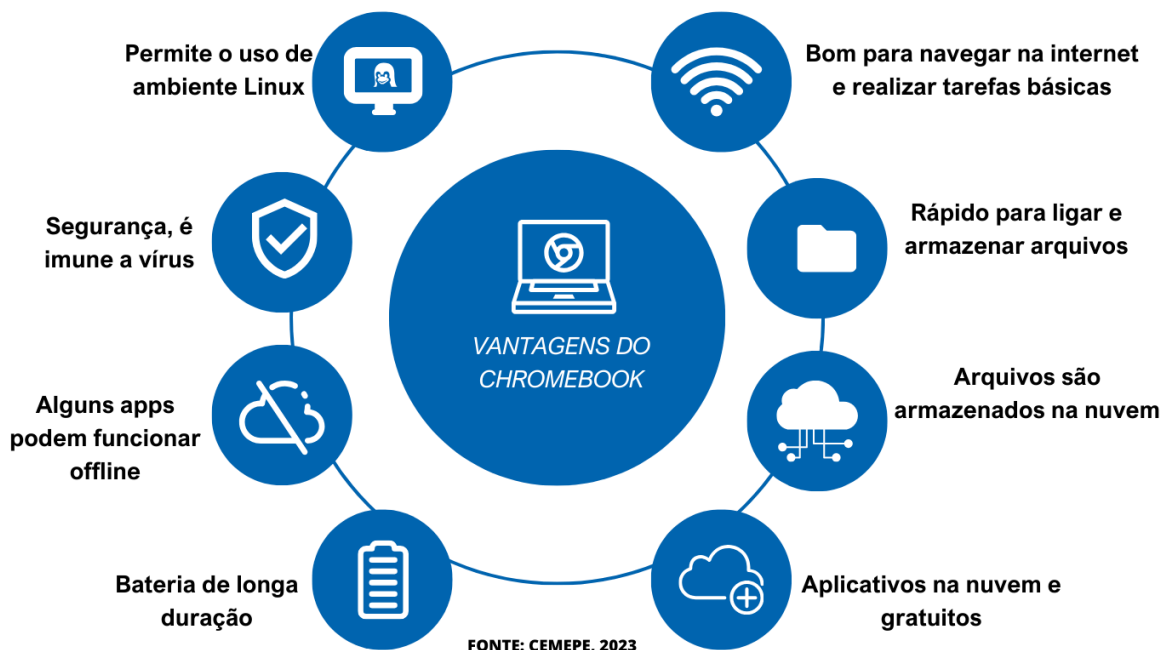 Permite o uso de
ambiente Linux
Bom para navegar na internet
e realizar tarefas básicas
Segurança, é
imune a vírus
Rápido para ligar e
armazenar arquivos
VANTAGENS DO
CHROMEBOOK
Alguns apps
podem funcionar
offline
Arquivos são
armazenados na nuvem
Bateria de longa
duração
Aplicativos na nuvem e
gratuitos
FONTE: CEMEPE, 2023